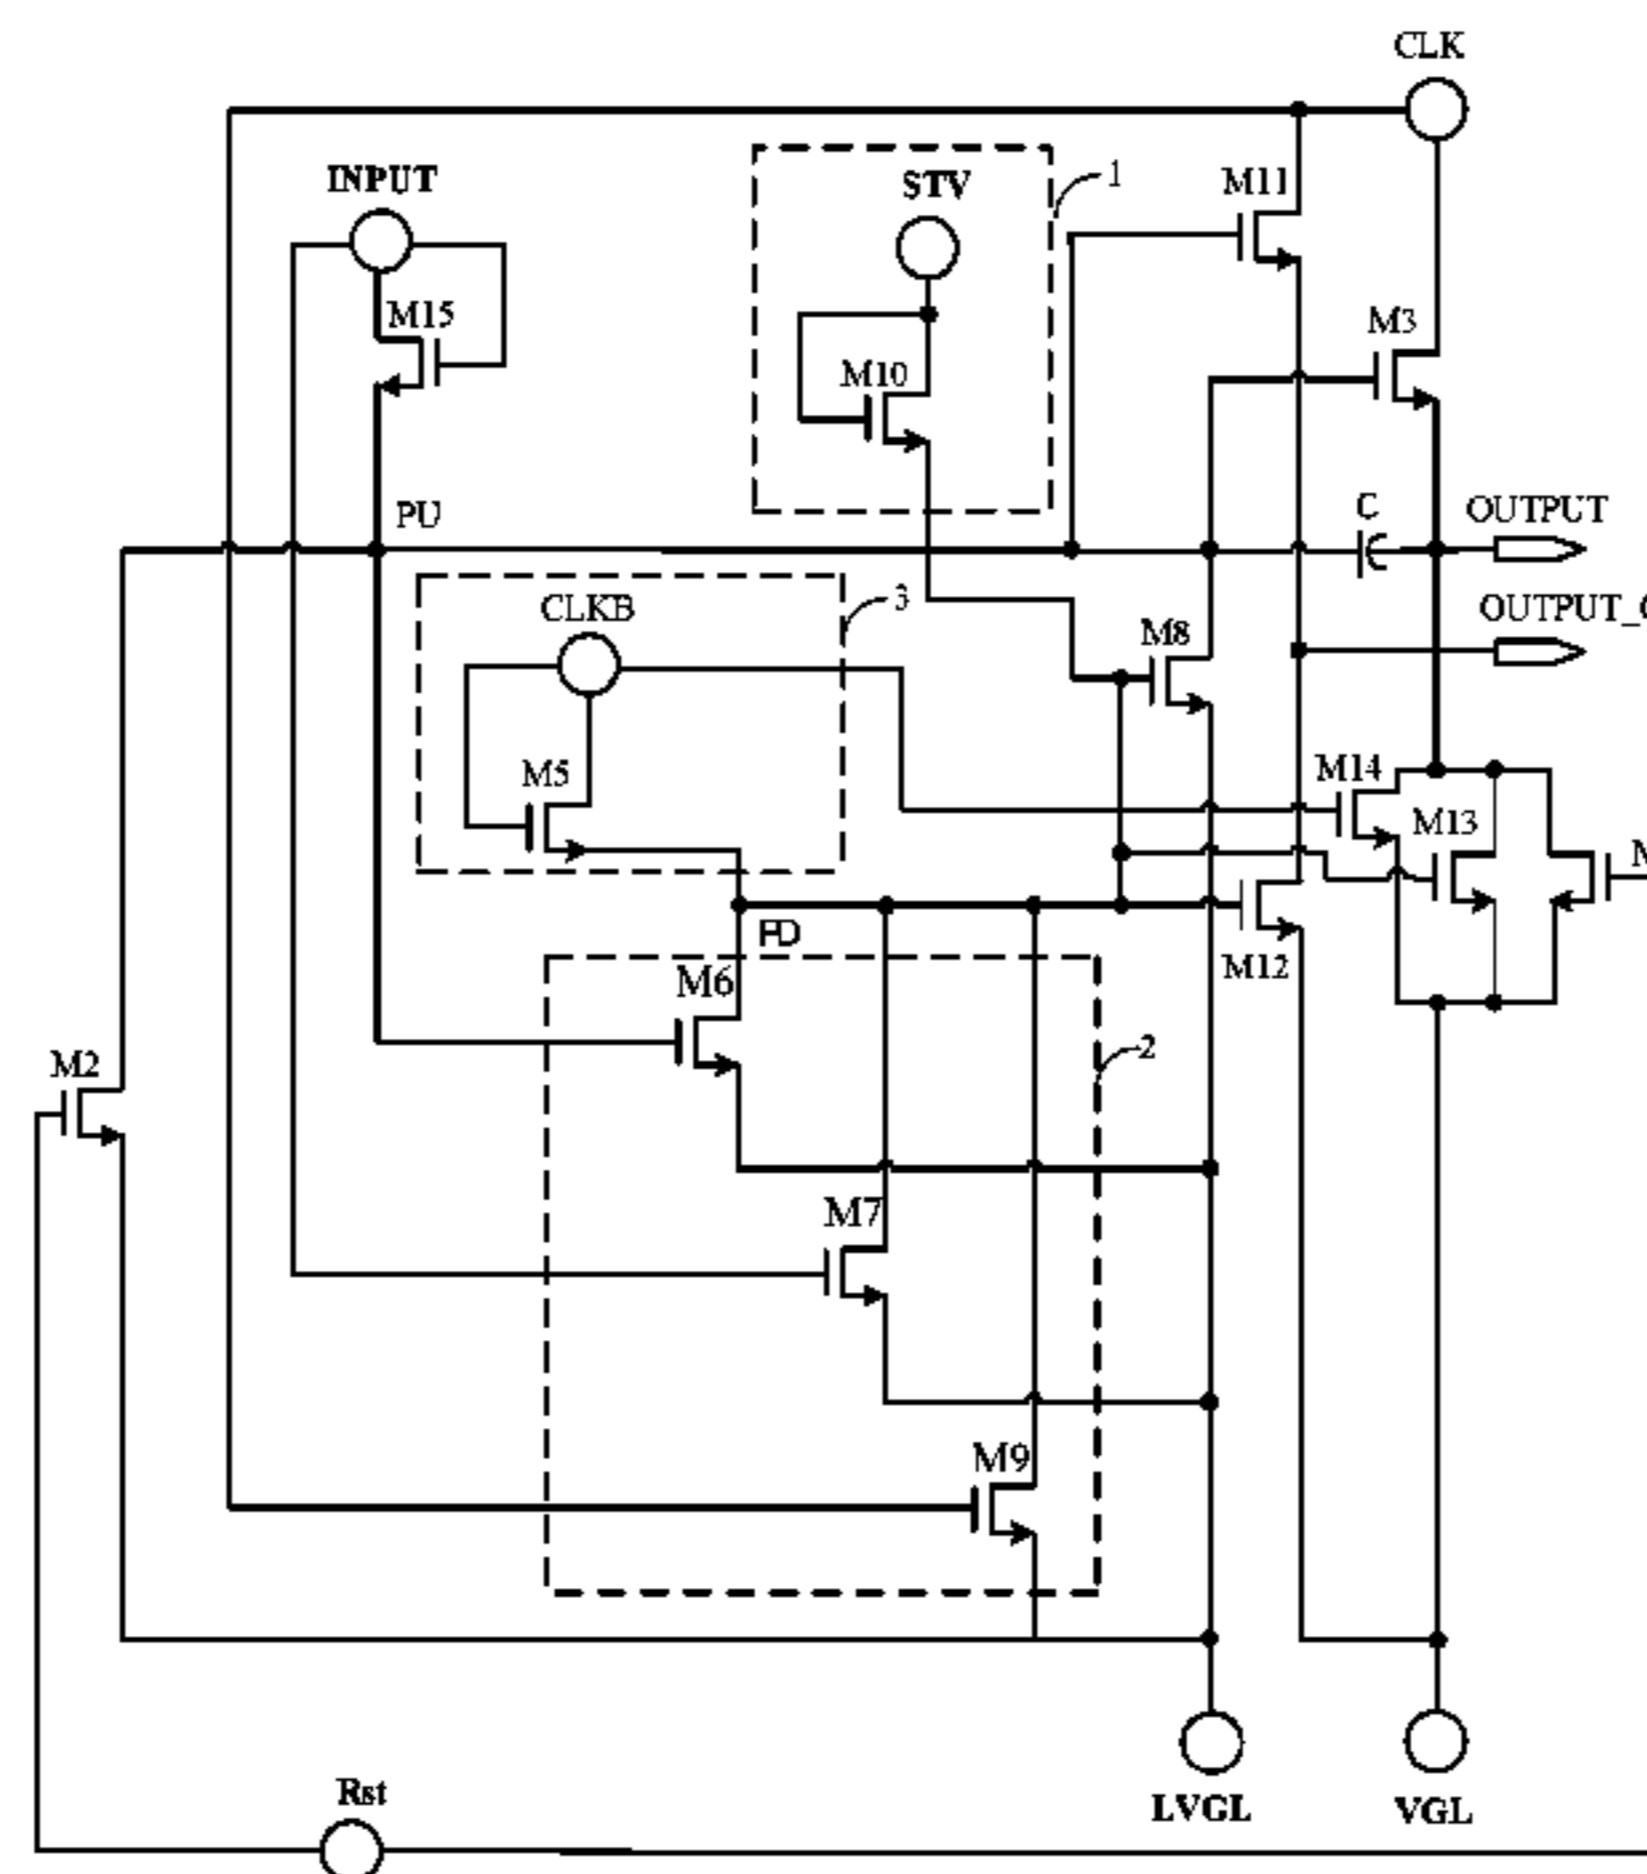 CLK
INPUT
STV
1
M11
M15
M3
M10
PU
C
OUTPUT
CLKB
3
OUTPUT_
M8
M5
M14
M13
PD
M12
M6
M2
2
M7
M9
Rst
LVGL
VGL